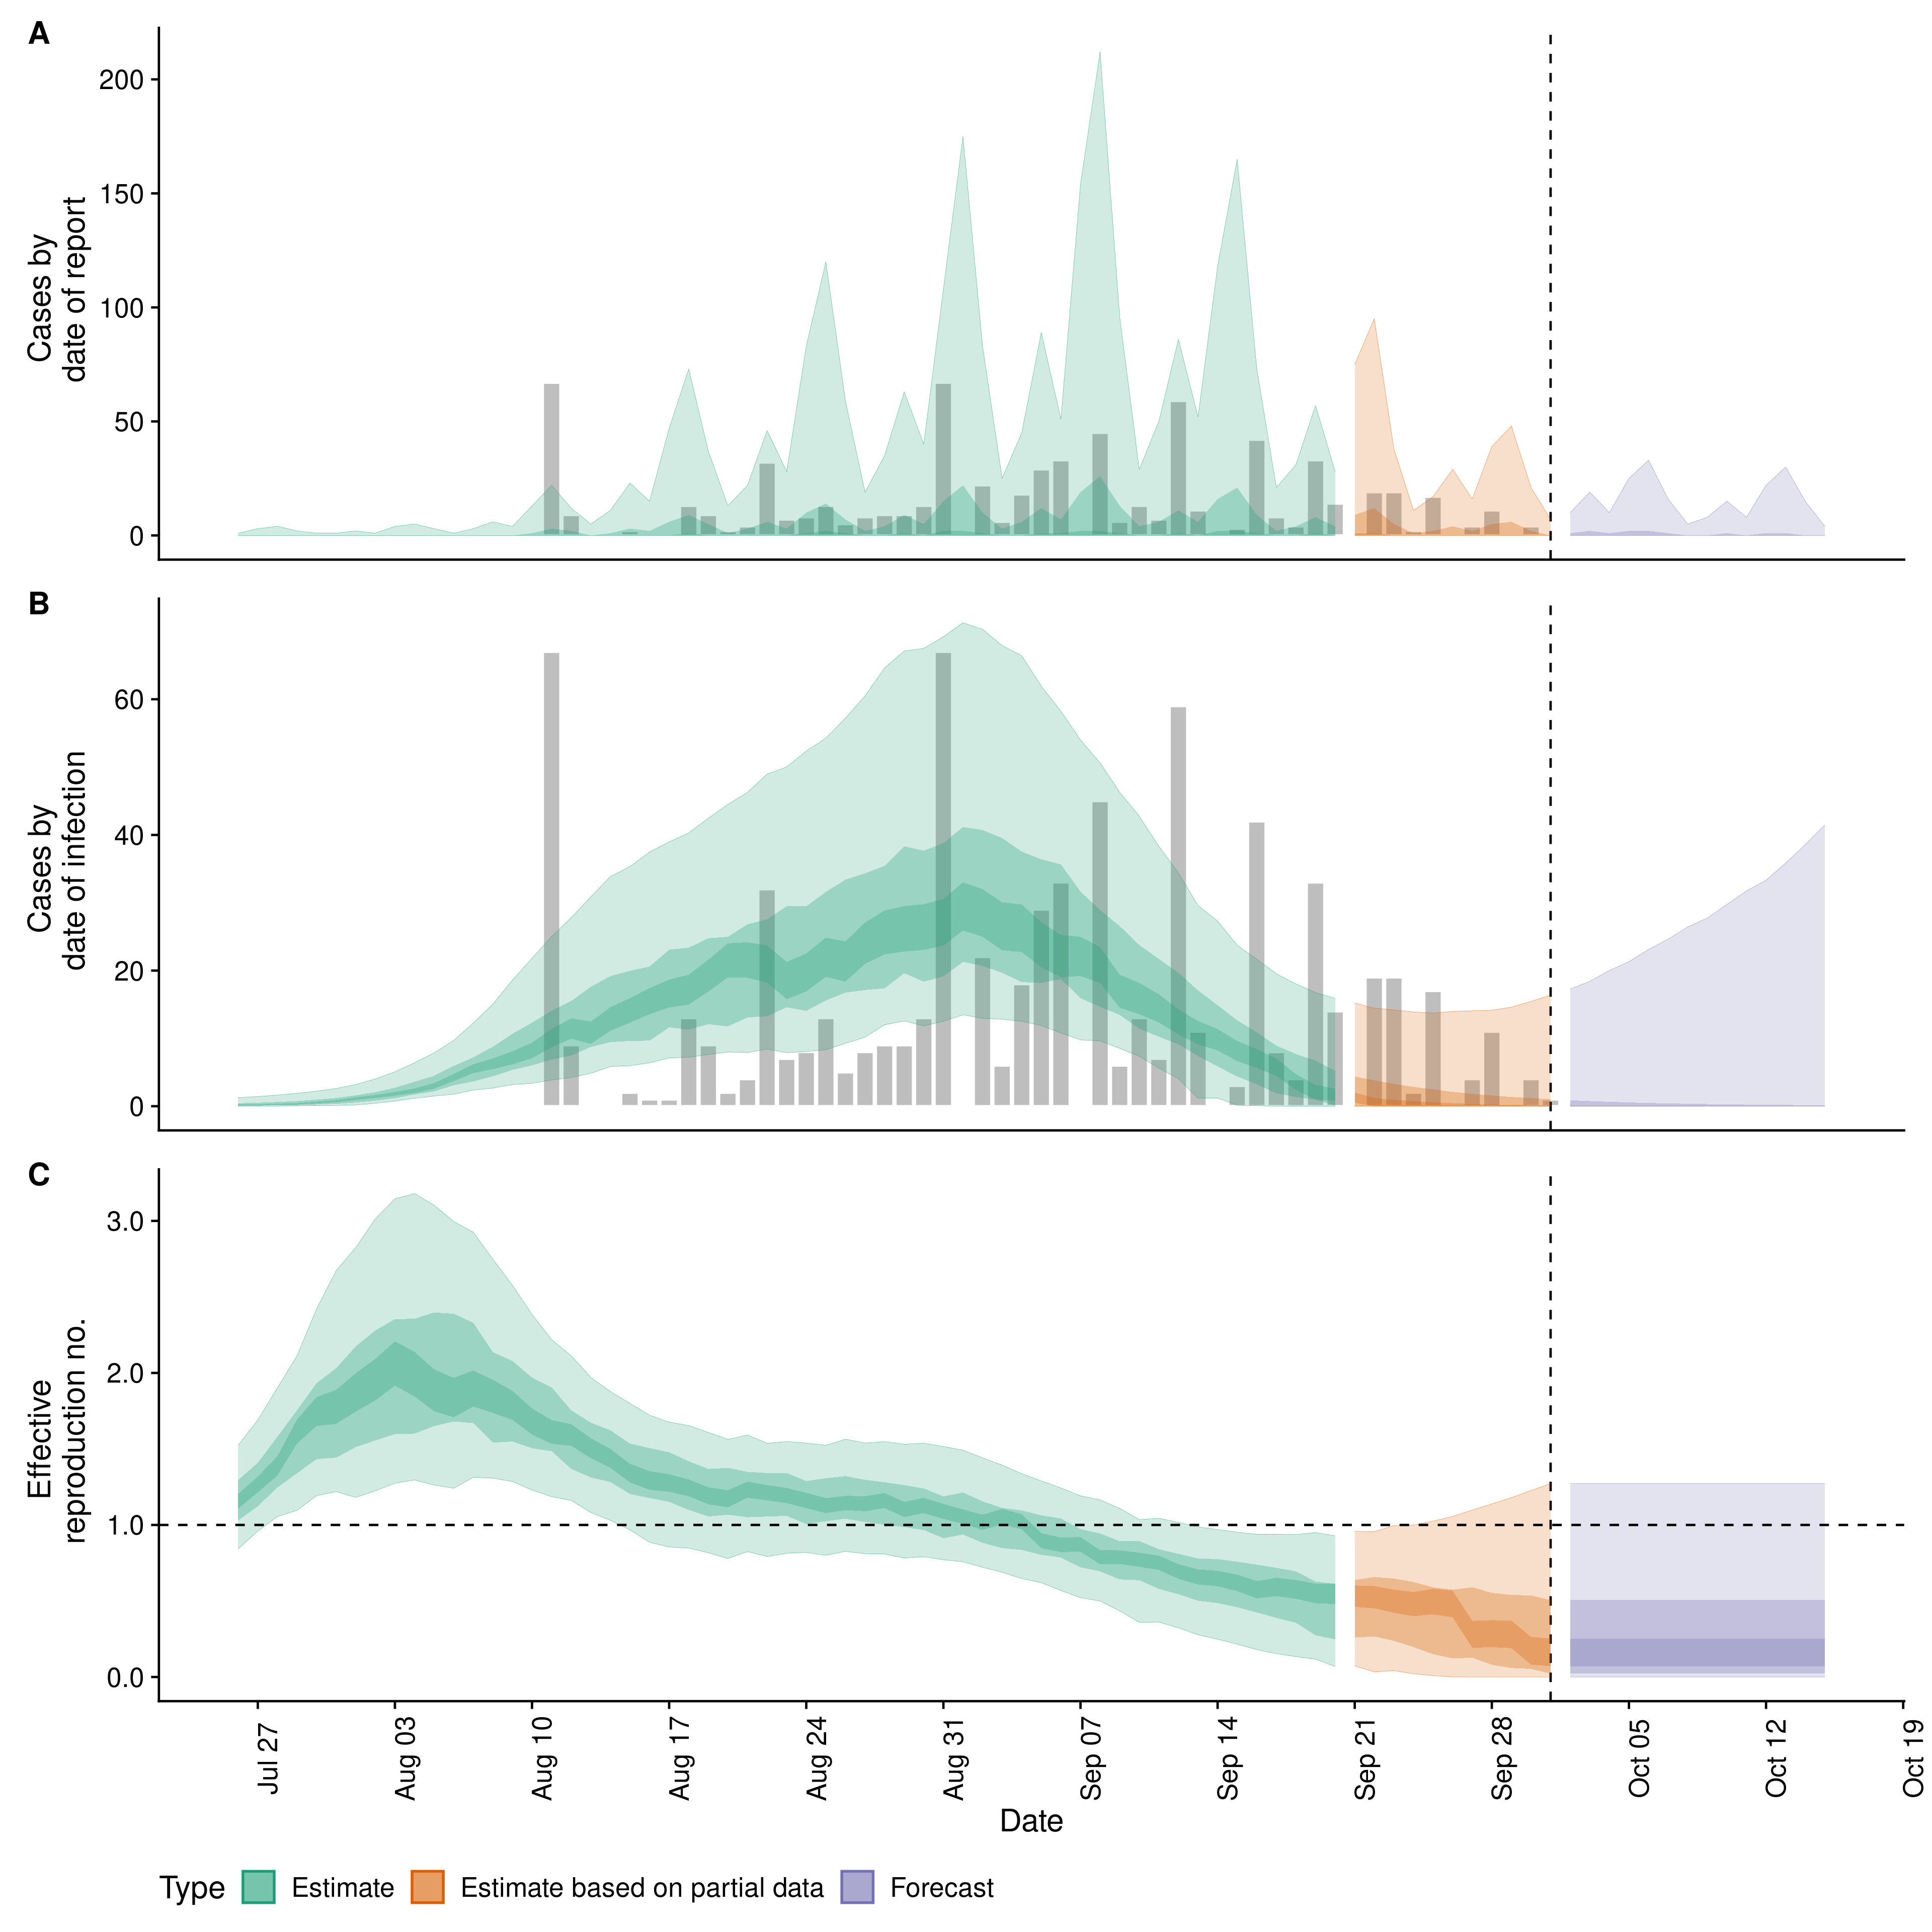 A
Cases by
date of report
200
150
100
50
0
B
Cases by
date of infection
60
40
20
0
C
Effective
reproduction no.
3.0
2.0
1.0
0.0
Jul 27
Aug 03
Aug 10
Aug 17
Aug 24
Aug 31
Sep 07
Sep 14
Sep 21
Sep 28
Oct 05
Oct 12
Oct 19
Date
Type Estimate Estimate based on partial data Forecast